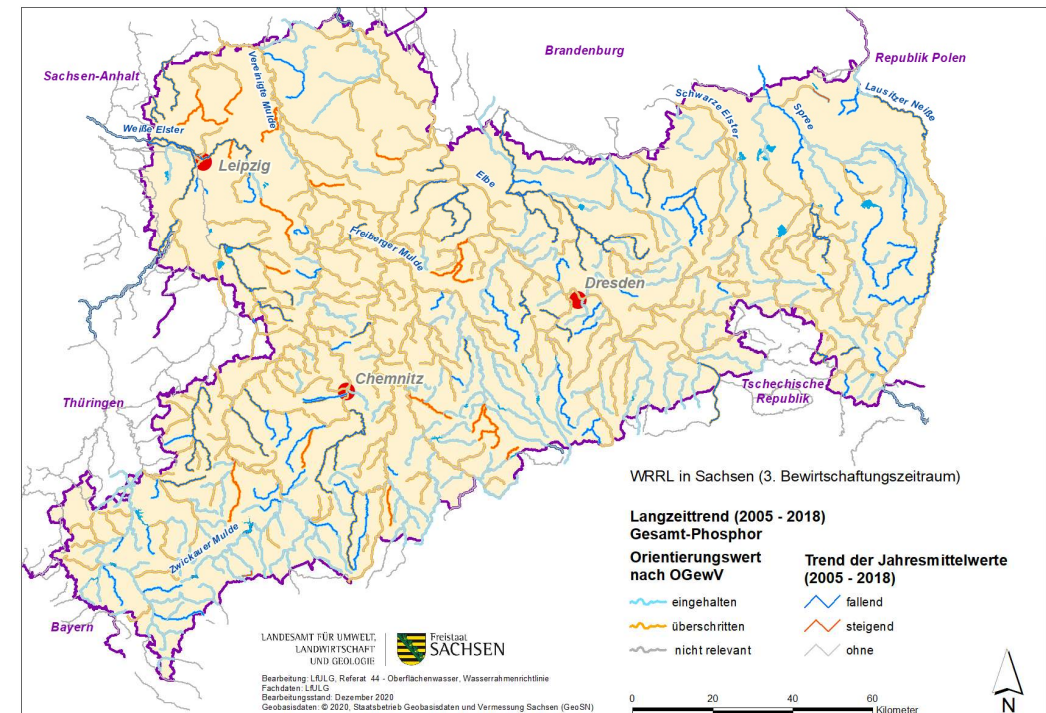 Brandenburg
Republik Polen
Sachsen-Anhalt
Vereinigte Mulde
Schwarze Elster
Spree
Lausitzer Neiße
Weiße Elster
Leipzig
Elbe
Freiberger Mulde
Dresden
Chemnitz
Tschechische
Republik
Thüringen
Zwickauer Mulde
Bayern
WRRL in Sachsen (3. Bewirtschaftungszeitraum)
Langzeittrend (2005 - 2018)
Gesamt-Phosphor
Orientierungswert
nach OGewV
eingehalten
überschritten
nicht relevant
Trend der Jahresmittelwerte
(2005 - 2018)
fallend
steigend
ohne
LANDESAMT FÜR UMWELT,
LANDWIRTSCHAFT
UND GEOLOGIE
Freistaat
SACHSEN
Bearbeitung: LfULG, Referat 44 - Oberflächenwasser, Wasserrahmenrichtlinie
Fachdaten: LfULG
Bearbeitungsstand: Dezember 2020
Geobasisdaten: © 2020, Staatsbetrieb Geobasisdaten und Vermessung Sachsen (GeoSN)
0 20 40 60
Kilometer
N